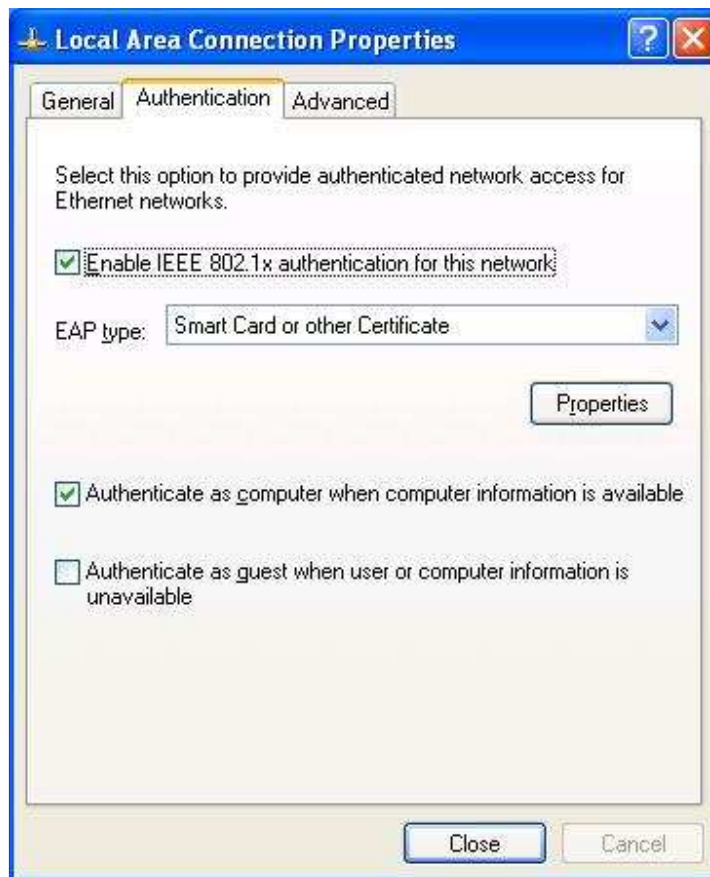 Local Area Connection Properties
General Authentication Advanced
Select this option to provide authenticated network access for
Ethernet networks.
Enable IEEE 802.1x authentication for this network
EAP type: Smart Card or other Certificate
Properties
Authenticate as computer when computer information is available
Authenticate as guest when user or computer information is
unavailable
Close Cancel